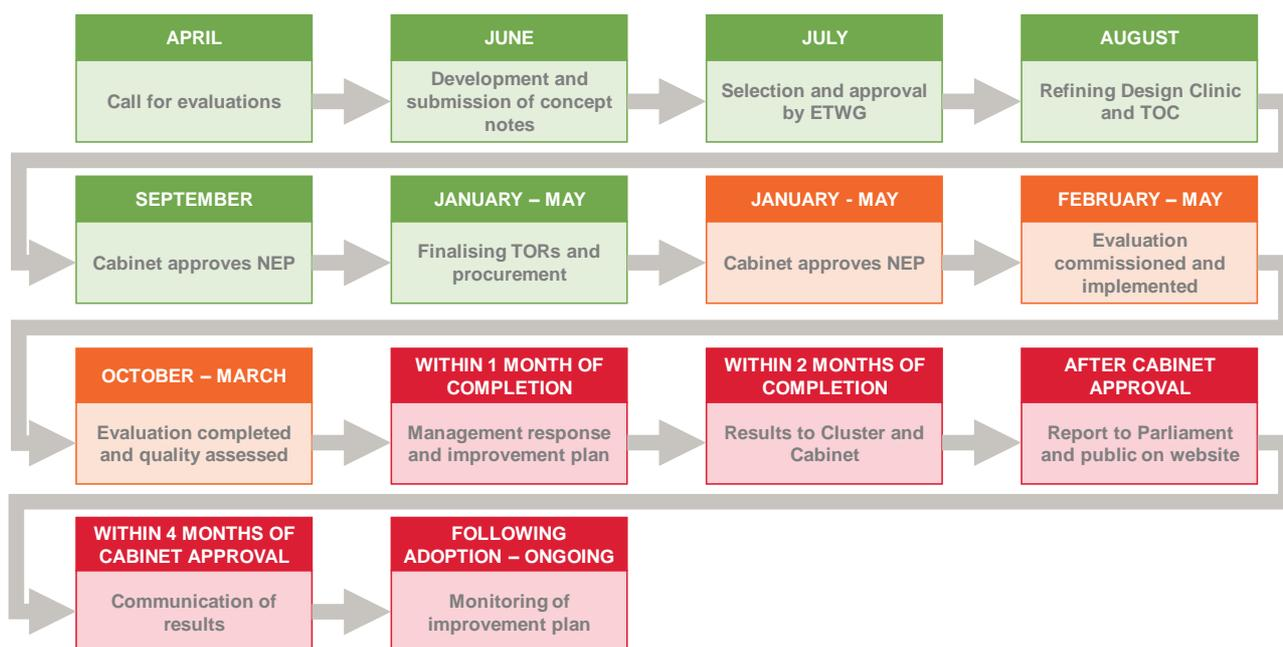 APRIL
Call for evaluations
JUNE
Development and
submission of concept
notes
JULY
Selection and approval
by ETWG
AUGUST
Refining Design Clinic
and TOC
SEPTEMBER
Cabinet approves NEP
JANUARY – MAY
Finalising TORs and
procurement
JANUARY - MAY
Cabinet approves NEP
FEBRUARY – MAY
Evaluation
commissioned and
implemented
OCTOBER – MARCH
Evaluation completed
and quality assessed
WITHIN 1 MONTH OF
COMPLETION
Management response
and improvement plan
WITHIN 2 MONTHS OF
COMPLETION
Results to Cluster and
Cabinet
AFTER CABINET
APPROVAL
Report to Parliament
and public on website
WITHIN 4 MONTHS OF
CABINET APPROVAL
Communication of
results
FOLLOWING
ADOPTION – ONGOING
Monitoring of
improvement plan